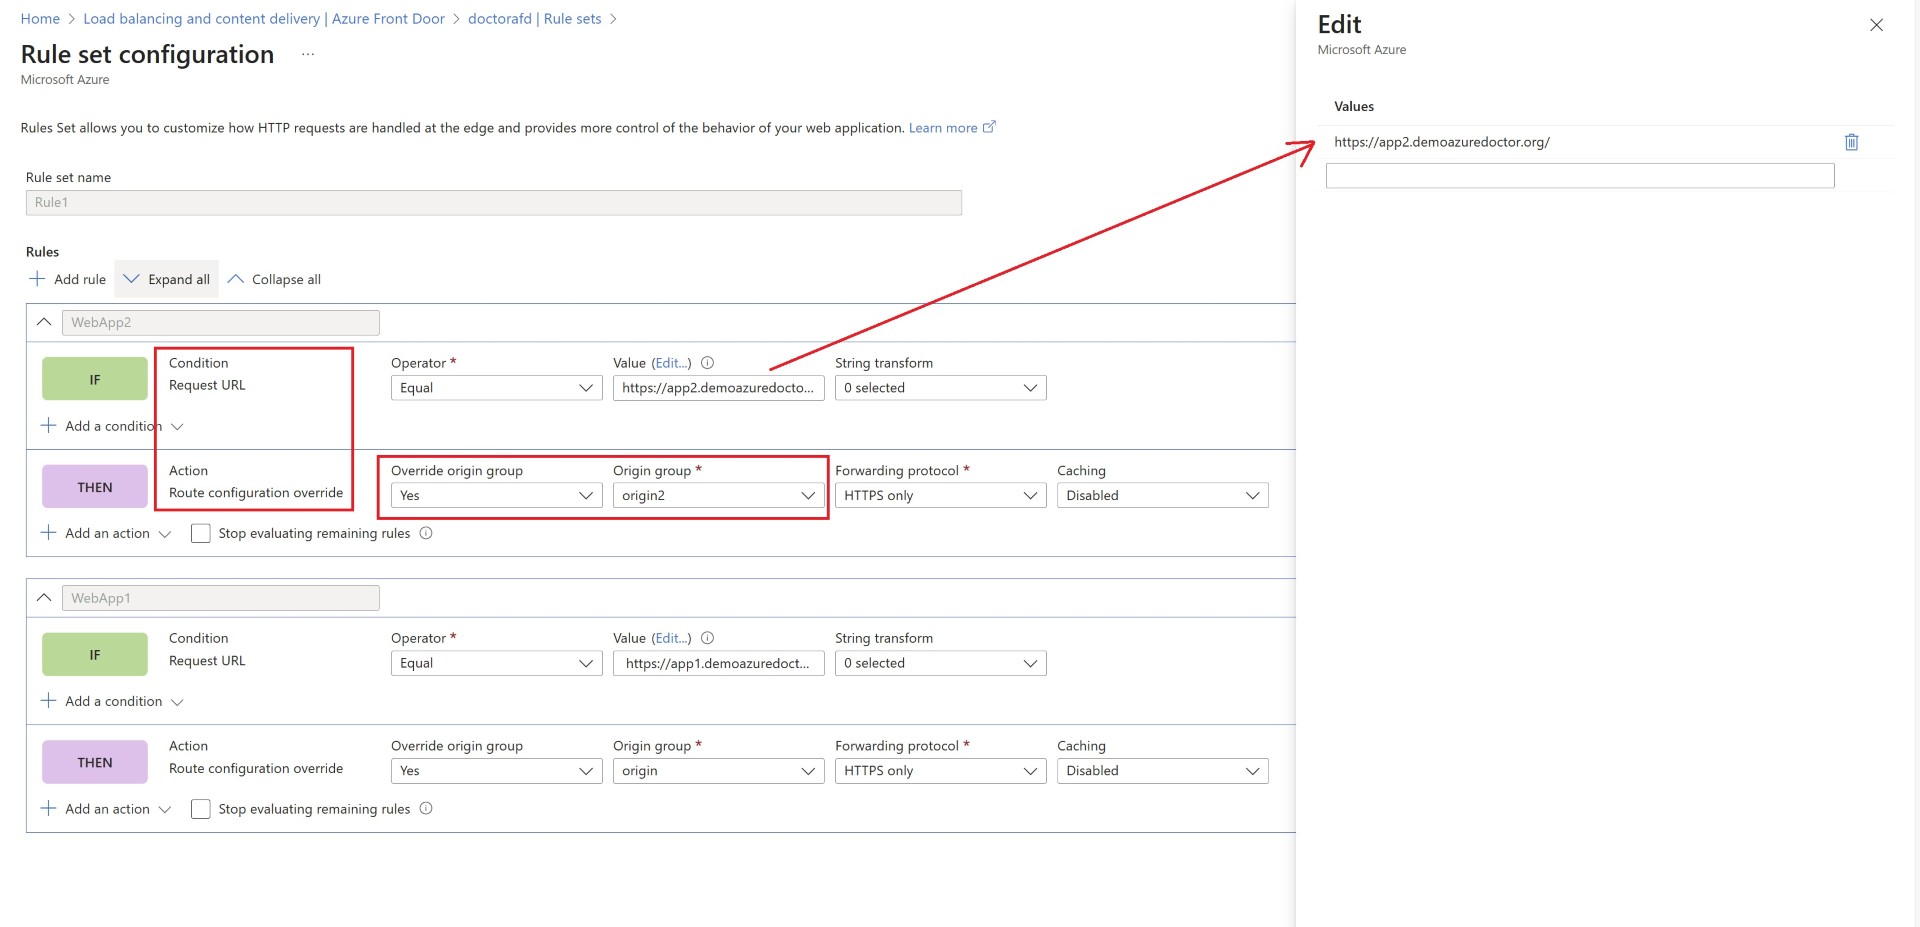 Home > Load balancing and content delivery | Azure Front Door > doctorafd | Rule sets >
Rule set configuration ...
Microsoft Azure
Rules Set allows you to customize how HTTP requests are handled at the edge and provides more control of the behavior of your web application. Learn more
Rule set name
Rule1
Rules
Add rule Expand all Collapse all
WebApp2
IF
Condition
Request URL
Operator *
Equal
Value (Edit...)
https://app2.demoazuredocto...
String transform
0 selected
Add a condition
THEN
Action
Route configuration override
Override origin group
Yes
Origin group *
origin2
Forwarding protocol *
HTTPS only
Caching
Disabled
Add an action Stop evaluating remaining rules
WebApp1
IF
Condition
Request URL
Operator *
Equal
Value (Edit...)
https://app1.demoazuredoct...
String transform
0 selected
Add a condition
THEN
Action
Route configuration override
Override origin group
Yes
Origin group *
origin
Forwarding protocol *
HTTPS only
Caching
Disabled
Add an action Stop evaluating remaining rules
Edit
Microsoft Azure
Values
https://app2.demoazuredoctor.org/